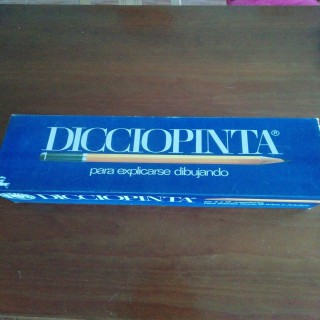 DICCIOPINTA®
para explicarse dibujando
DICCIOPINTA